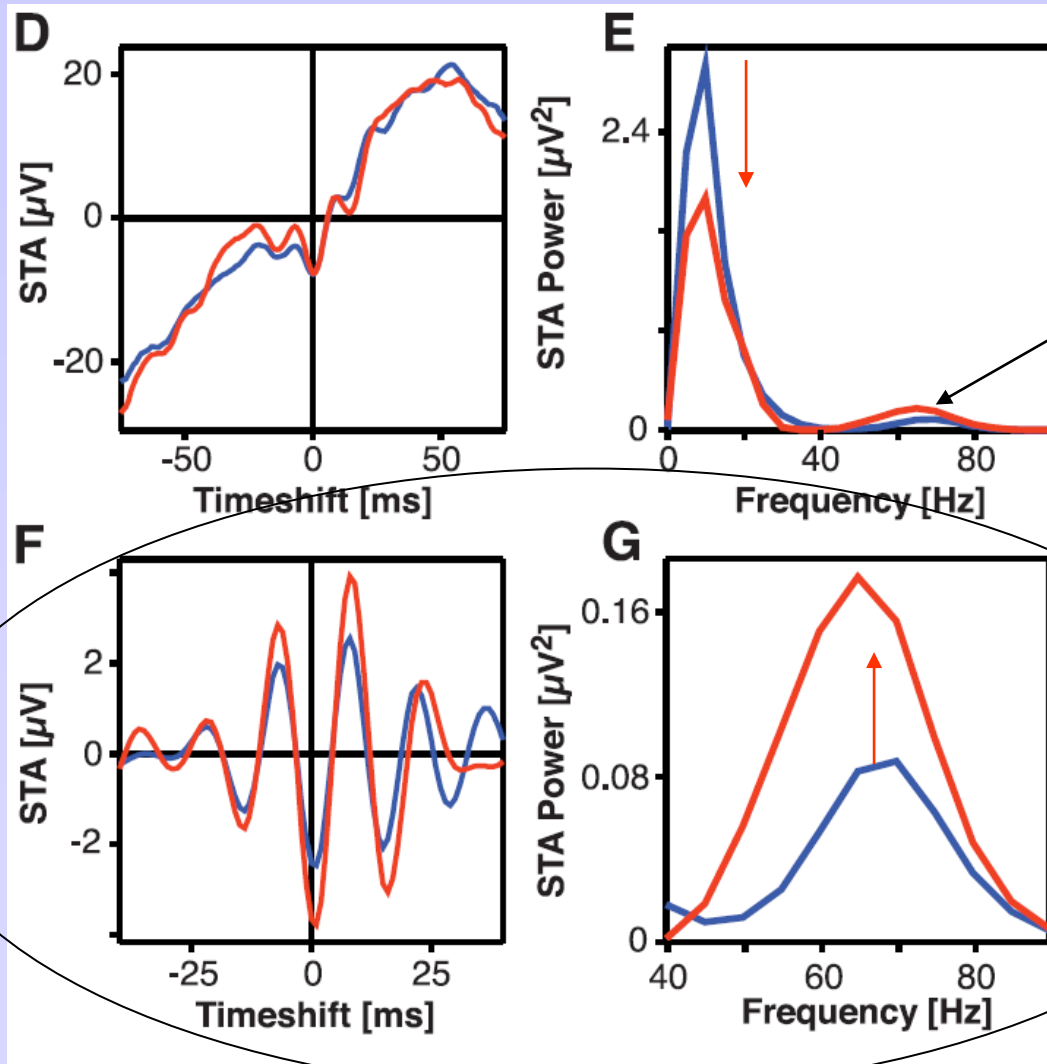 D
20
0
-20
STA [µV]
-50 0 50
Timeshift [ms]
E
2.4
0
STA Power [µV²]
0 40 80
Frequency [Hz]
F
2
0
-2
STA [µV]
-25 0 25
Timeshift [ms]
G
0.16
0.08
0
STA Power [µV²]
40 60 80
Frequency [Hz]